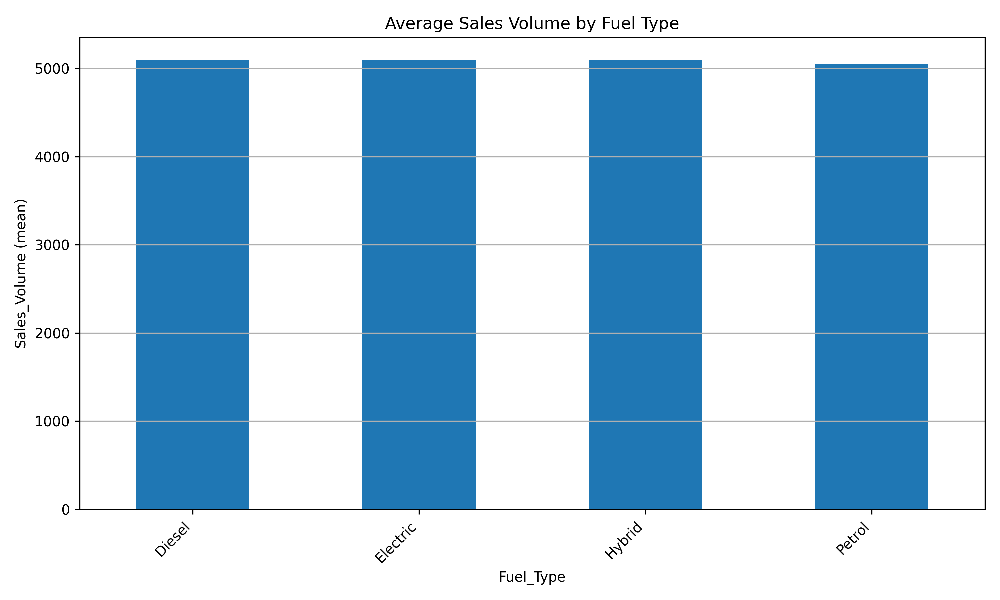 Average Sales Volume by Fuel Type
Sales_Volume (mean)
5000
4000
3000
2000
1000
0
Diesel
Electric
Hybrid
Petrol
Fuel_Type